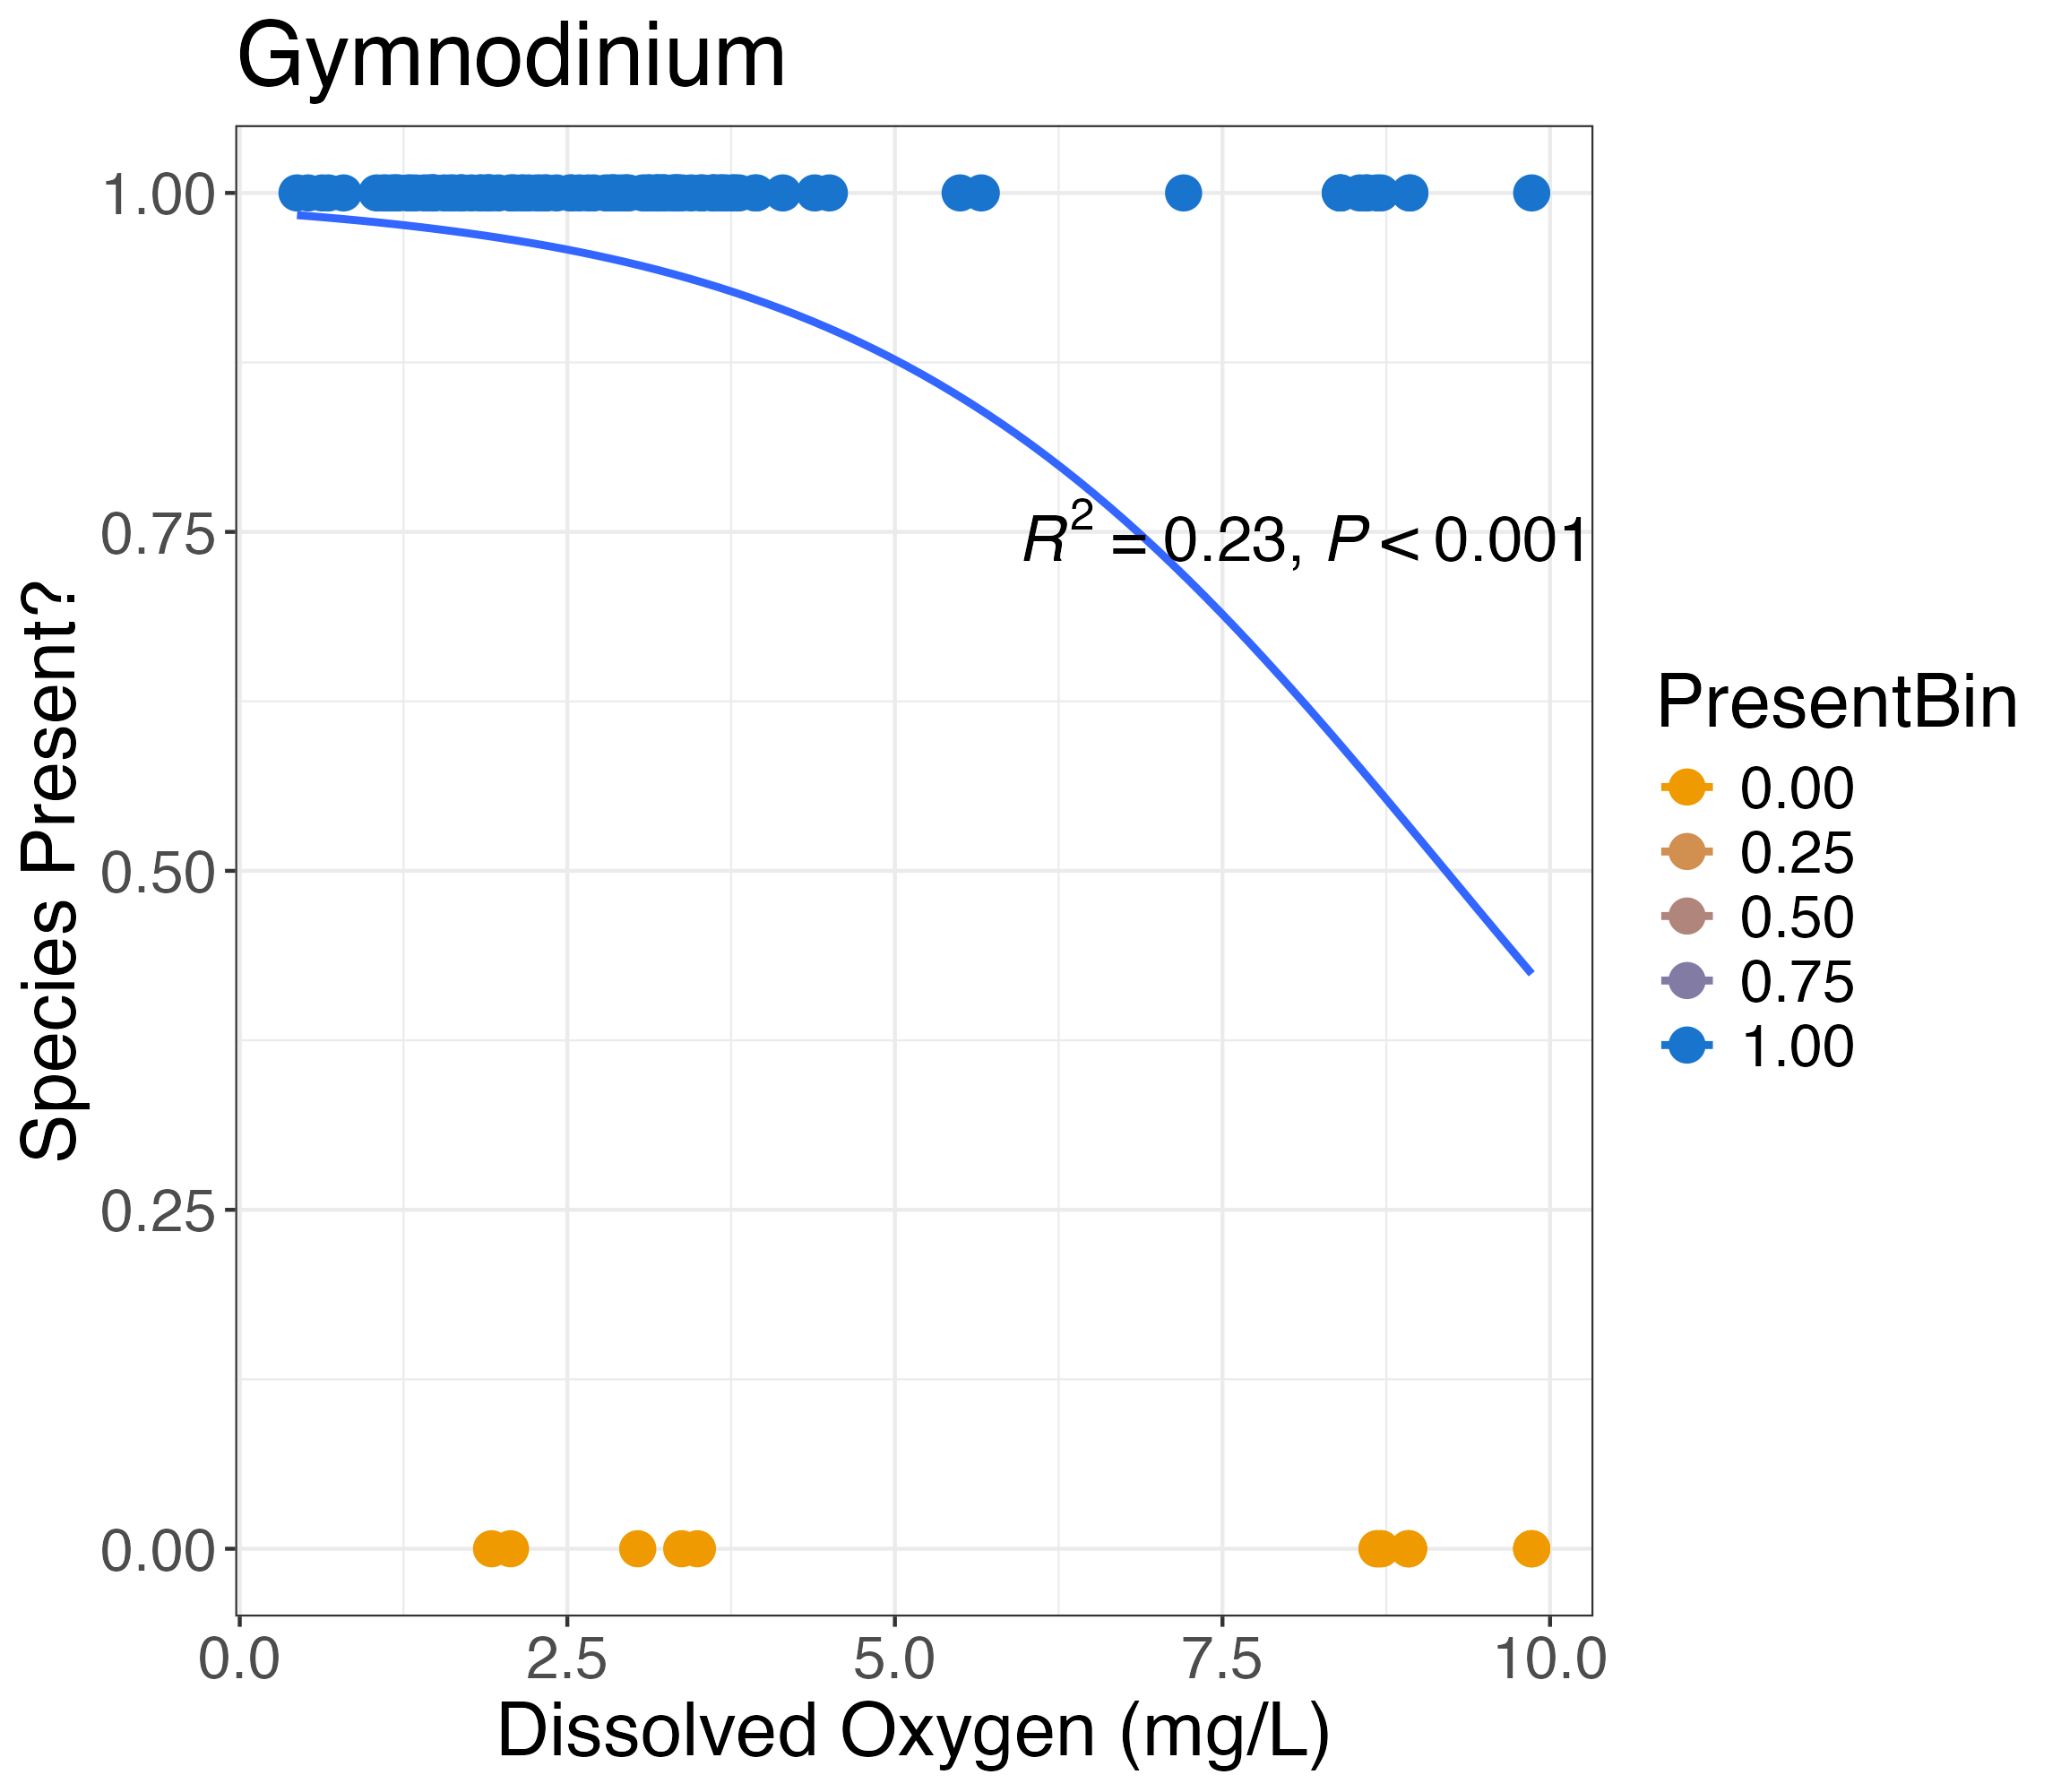 Gymnodinium
1.00
0.75
0.50
0.25
0.00
Species Present?
R² = 0.23, P < 0.001
0.0 2.5 5.0 7.5 10.0
Dissolved Oxygen (mg/L)
PresentBin
0.00
0.25
0.50
0.75
1.00